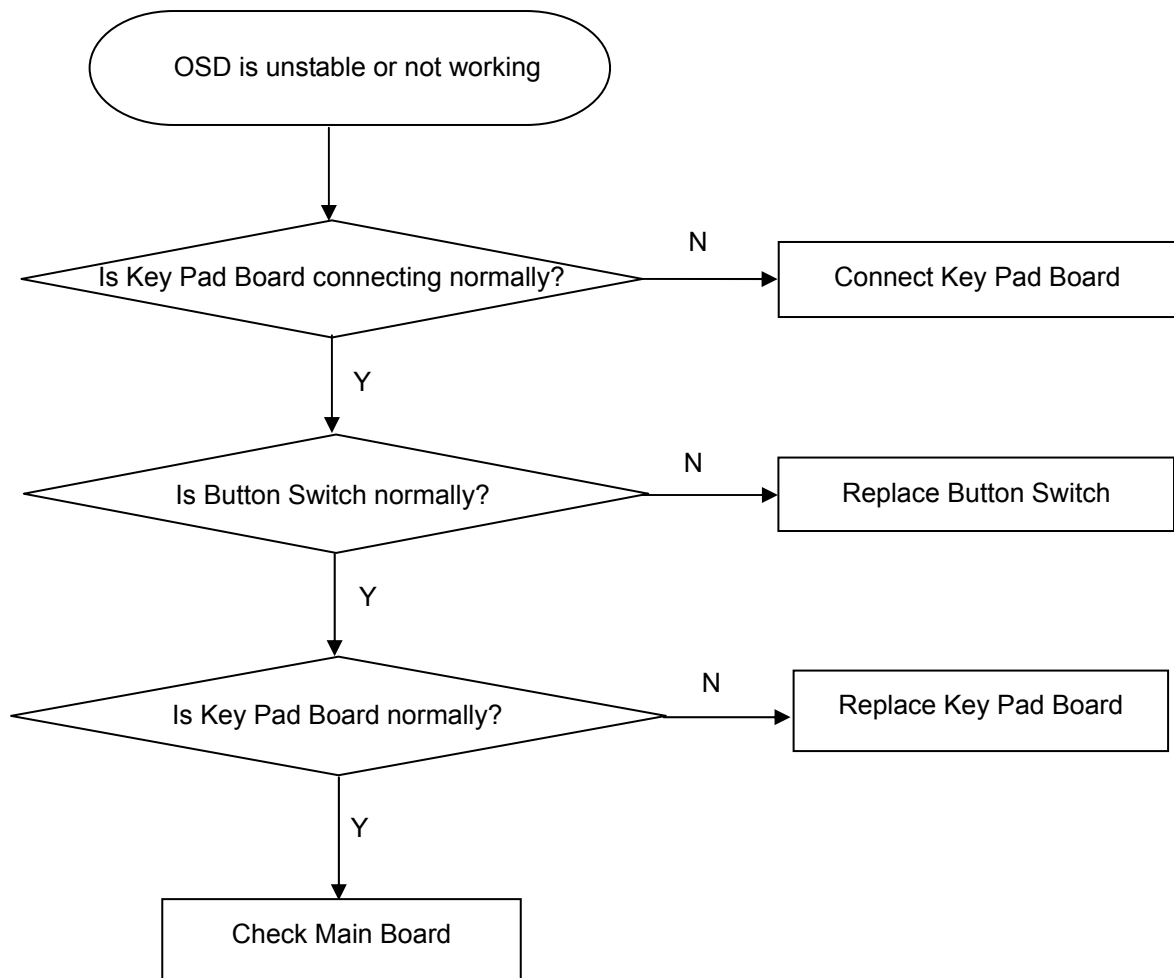 OSD is unstable or not working
N
Is Key Pad Board connecting normally?
Connect Key Pad Board
Y
N
Is Button Switch normally?
Replace Button Switch
Y
N
Is Key Pad Board normally?
Replace Key Pad Board
Y
Check Main Board